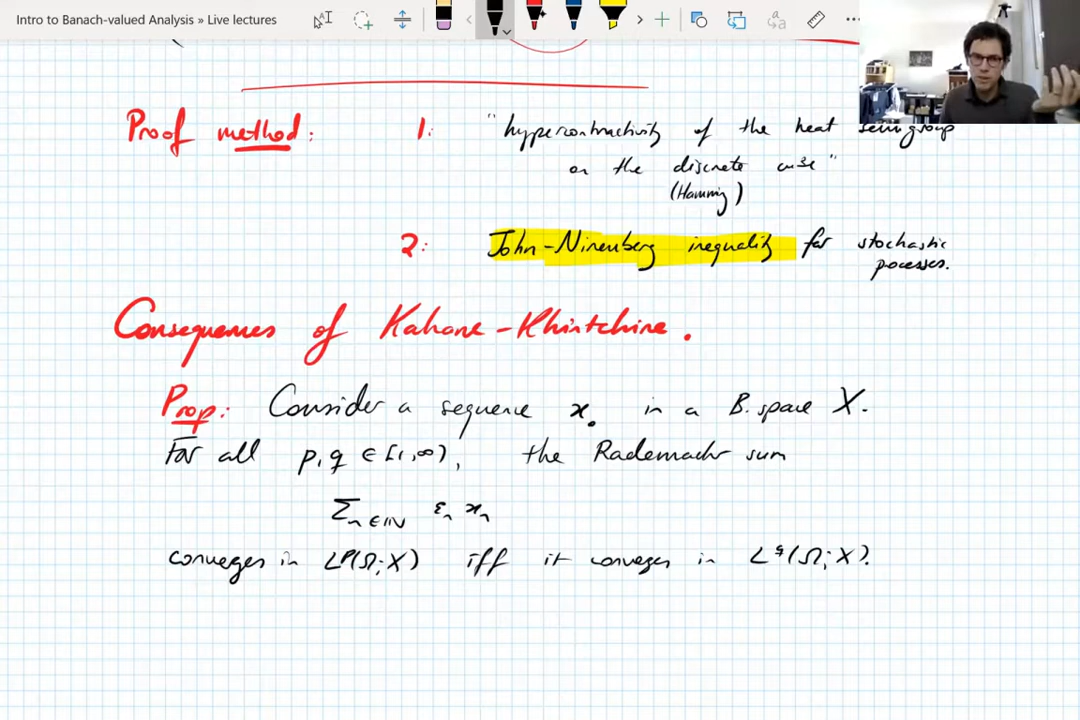 Intro to Banach-valued Analysis » Live lectures
Proof method: 1: "hypercontractivity of the heat semigroup
on the discrete cube"
(Hamming)
2: John-Nirenberg inequality for stochastic
processes.
Consequences of Kahane-Khintchine.
Prop: Consider a sequence x. in a B. space X.
For all p,q ∈ [1,∞), the Rademacher sum
Σn∈ℕ εn xn
converges in Lᵖ(Ω;X) iff it converges in L^q(Ω;X).